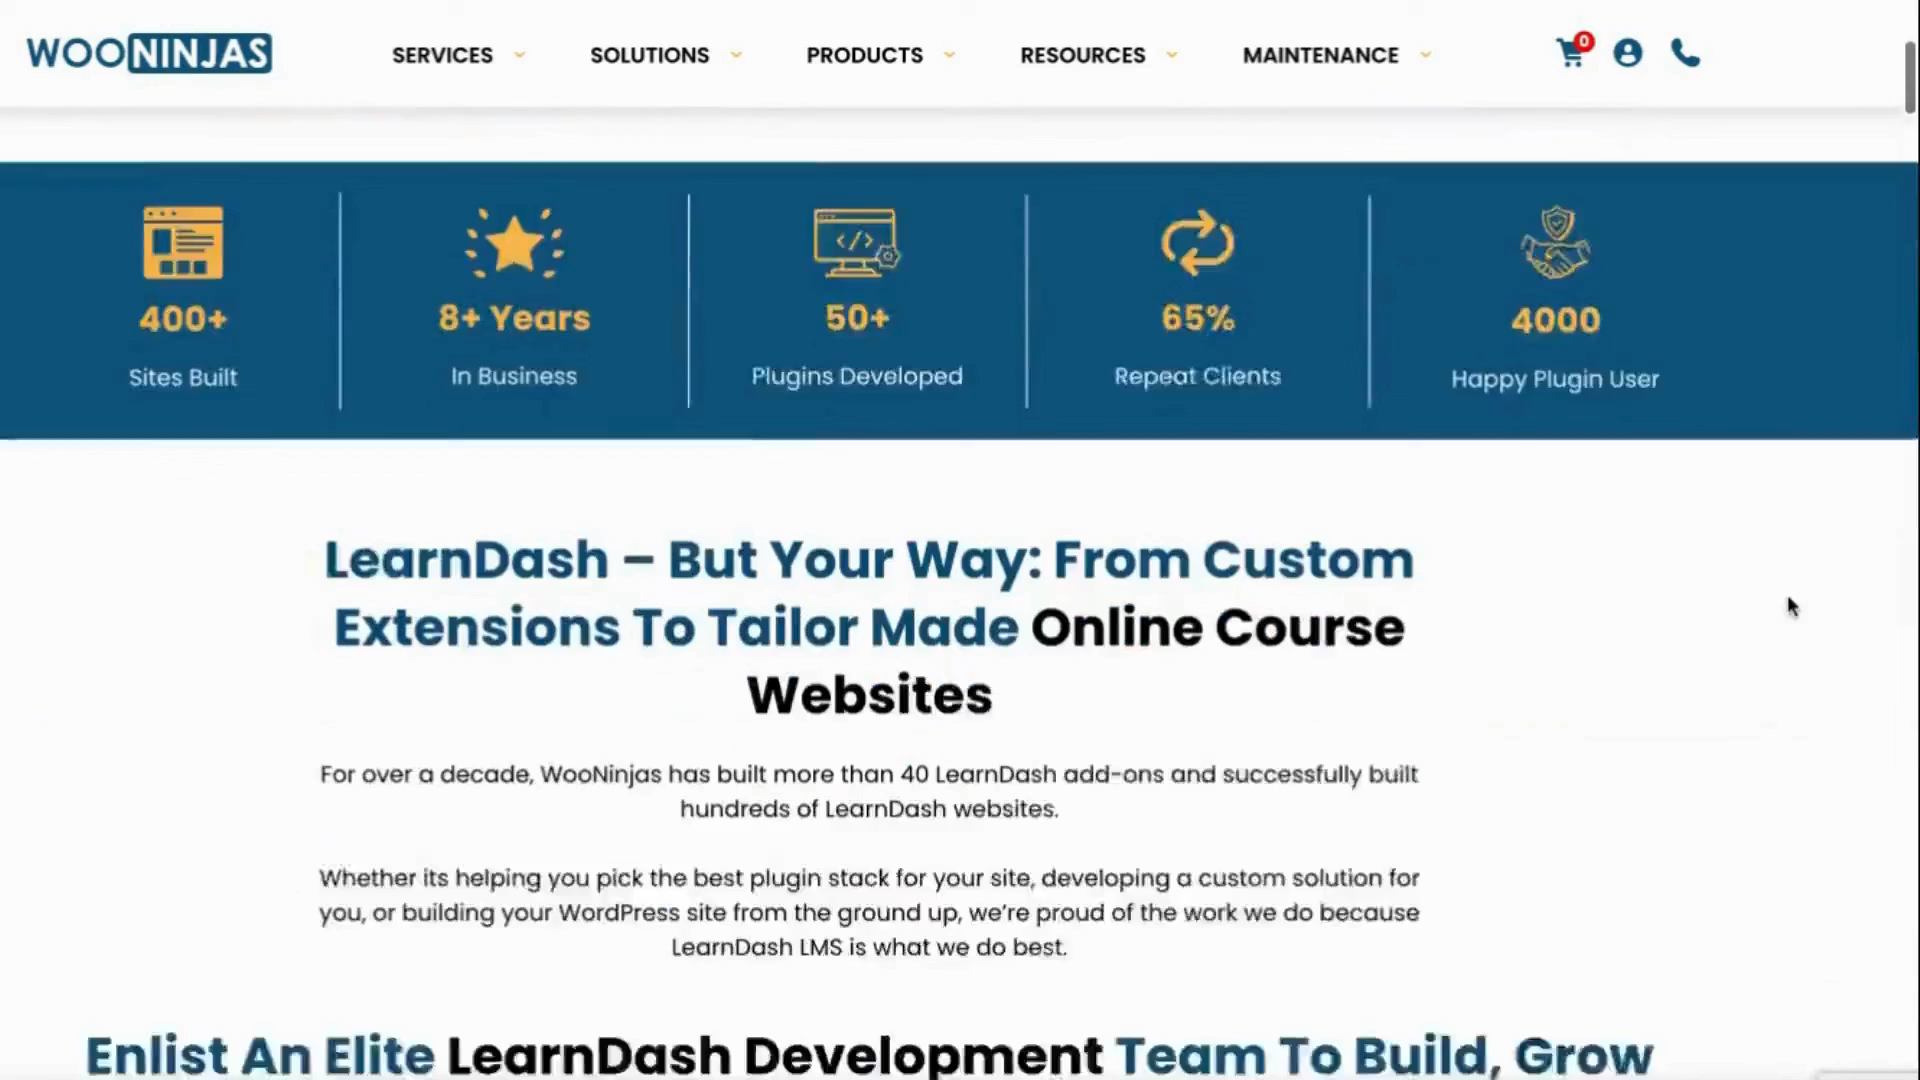 WOONINJAS
SERVICES SOLUTIONS PRODUCTS RESOURCES MAINTENANCE 0
400+ 8+ Years 50+ 65% 4000
Sites Built In Business Plugins Developed Repeat Clients Happy Plugin User
LearnDash – But Your Way: From Custom
Extensions To Tailor Made Online Course
Websites
For over a decade, WooNinjas has built more than 40 LearnDash add-ons and successfully built
hundreds of LearnDash websites.
Whether its helping you pick the best plugin stack for your site, developing a custom solution for
you, or building your WordPress site from the ground up, we're proud of the work we do because
LearnDash LMS is what we do best.
Enlist An Elite LearnDash Development Team To Build, Grow